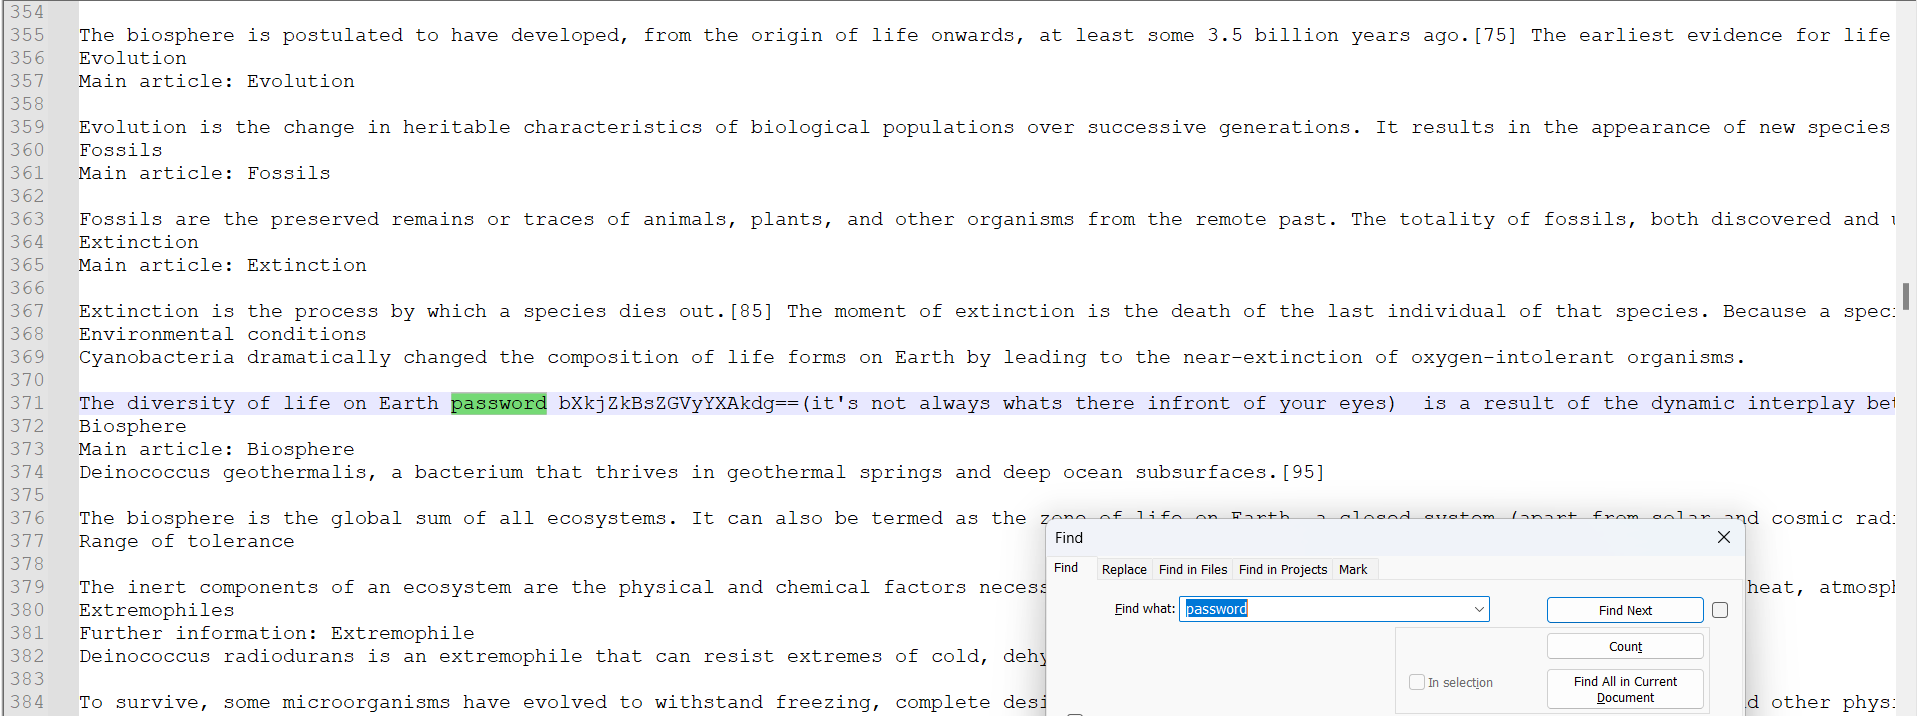 354
355 The biosphere is postulated to have developed, from the origin of life onwards, at least some 3.5 billion years ago.[75] The earliest evidence for life
356 Evolution
357 Main article: Evolution
358
359 Evolution is the change in heritable characteristics of biological populations over successive generations. It results in the appearance of new species
360 Fossils
361 Main article: Fossils
362
363 Fossils are the preserved remains or traces of animals, plants, and other organisms from the remote past. The totality of fossils, both discovered and
364 Extinction
365 Main article: Extinction
366
367 Extinction is the process by which a species dies out.[85] The moment of extinction is the death of the last individual of that species. Because a speci
368 Environmental conditions
369 Cyanobacteria dramatically changed the composition of life forms on Earth by leading to the near-extinction of oxygen-intolerant organisms.
370
371 The diversity of life on Earth password bXkjZkBsZGVyYXAkdg==(it's not always whats there infront of your eyes)  is a result of the dynamic interplay bet
372 Biosphere
373 Main article: Biosphere
374 Deinococcus geothermalis, a bacterium that thrives in geothermal springs and deep ocean subsurfaces.[95]
375
376 The biosphere is the global sum of all ecosystems. It can also be termed as the zone of life on Earth, a closed system (apart from solar and cosmic radi
377 Range of tolerance
378
379 The inert components of an ecosystem are the physical and chemical factors necess heat, atmosph
380 Extremophiles
381 Further information: Extremophile
382 Deinococcus radiodurans is an extremophile that can resist extremes of cold, dehy
383
384 To survive, some microorganisms have evolved to withstand freezing, complete desi d other physi
Find
Find Replace Find in Files Find in Projects Mark
Find what: password
Find Next
Count
In selection
Find All in Current
Document